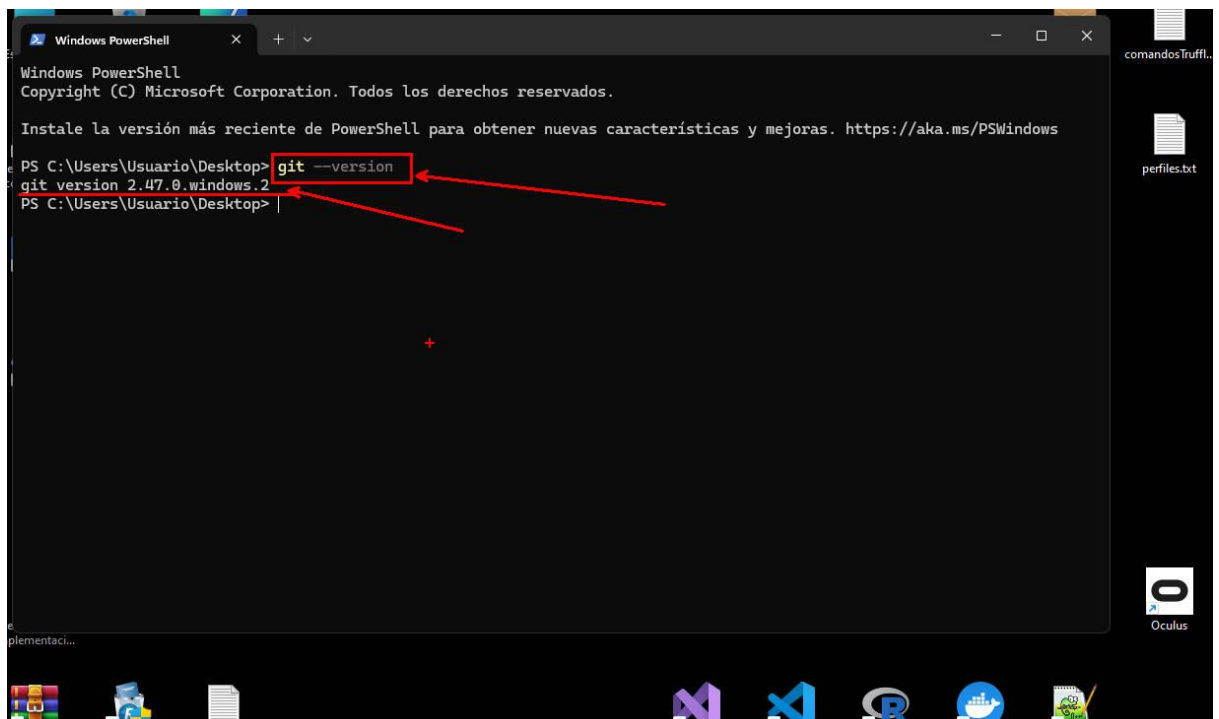 Windows PowerShell
comandosTruffl...
Windows PowerShell
Copyright (C) Microsoft Corporation. Todos los derechos reservados.
Instale la versión más reciente de PowerShell para obtener nuevas características y mejoras. https://aka.ms/PSWindows
PS C:\Users\Usuario\Desktop> git --version
git version 2.47.0.windows.2
PS C:\Users\Usuario\Desktop>
perfiles.txt
Oculus
plementaci...